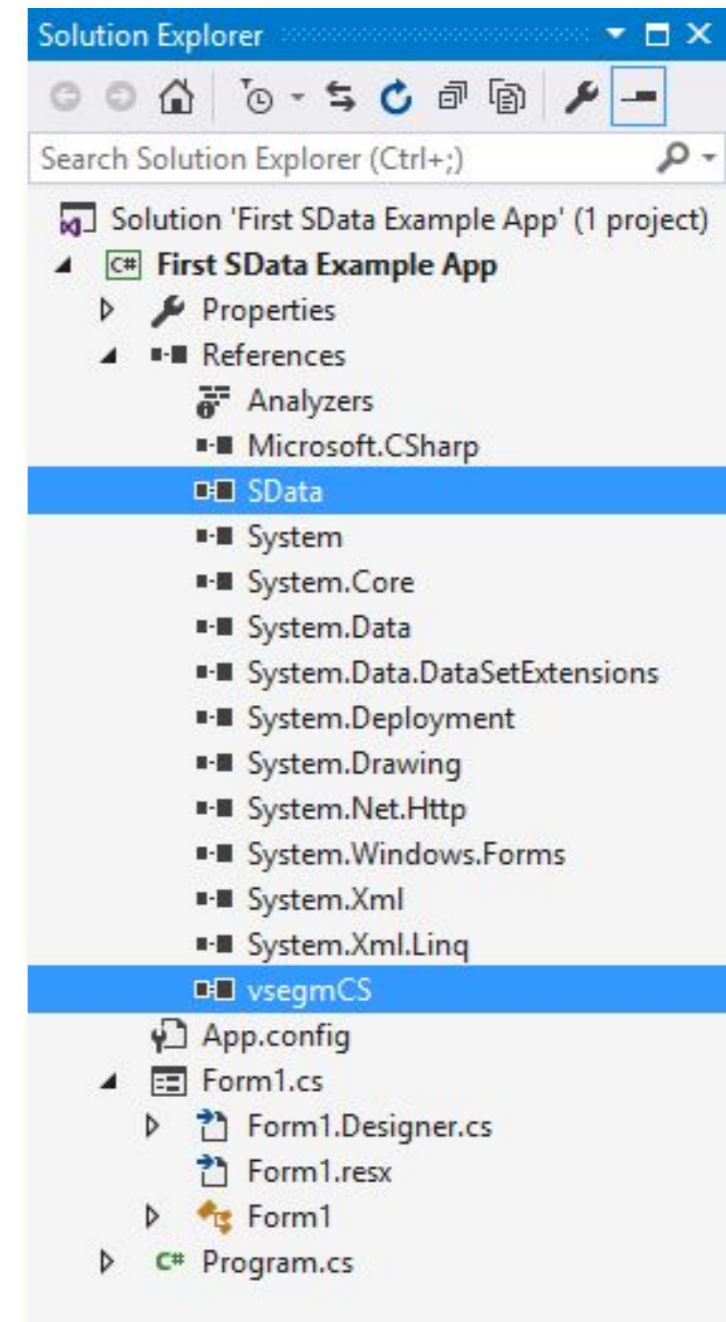 Solution Explorer
Search Solution Explorer (Ctrl+;)
Solution 'First SData Example App' (1 project)
C# First SData Example App
Properties
References
Analyzers
Microsoft.CSharp
SData
System
System.Core
System.Data
System.Data.DataSetExtensions
System.Deployment
System.Drawing
System.Net.Http
System.Windows.Forms
System.Xml
System.Xml.Linq
vsegmCS
App.config
Form1.cs
Form1.Designer.cs
Form1.resx
Form1
C# Program.cs